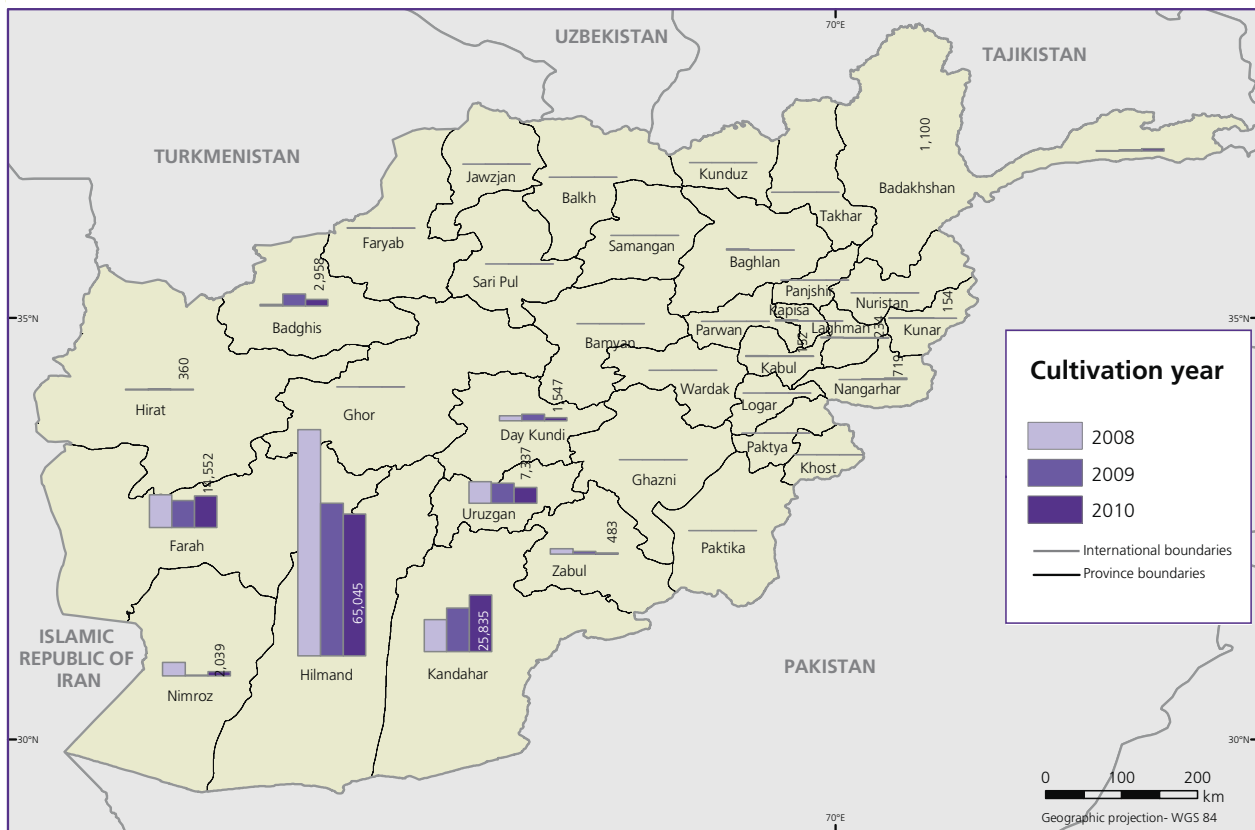 70°E
UZBEKISTAN
TAJIKISTAN
TURKMENISTAN
1,100
Jawzjan
Kunduz
Balkh
Badakhshan
Takhar
Faryab
Samangan
Baghlan
2,958
Sari Pul
Panjshir
Nuristan
154
35°N
Badghis
Kapisa
35°N
Parwan
Laghman
234
Kunar
Bamyan
152
360
Kabul
719
Wardak
Nangarhar
Hirat
Ghor
1,547
Logar
Day Kundi
Paktya
Khost
14,552
7,337
Ghazni
Uruzgan
Farah
483
Paktika
Zabul
65,045
25,835
ISLAMIC
REPUBLIC OF
IRAN
2,039
Hilmand
Kandahar
PAKISTAN
Nimroz
30°N
30°N
Cultivation year
2008
2009
2010
International boundaries
Province boundaries
0 100 200
km
Geographic projection- WGS 84
70°E